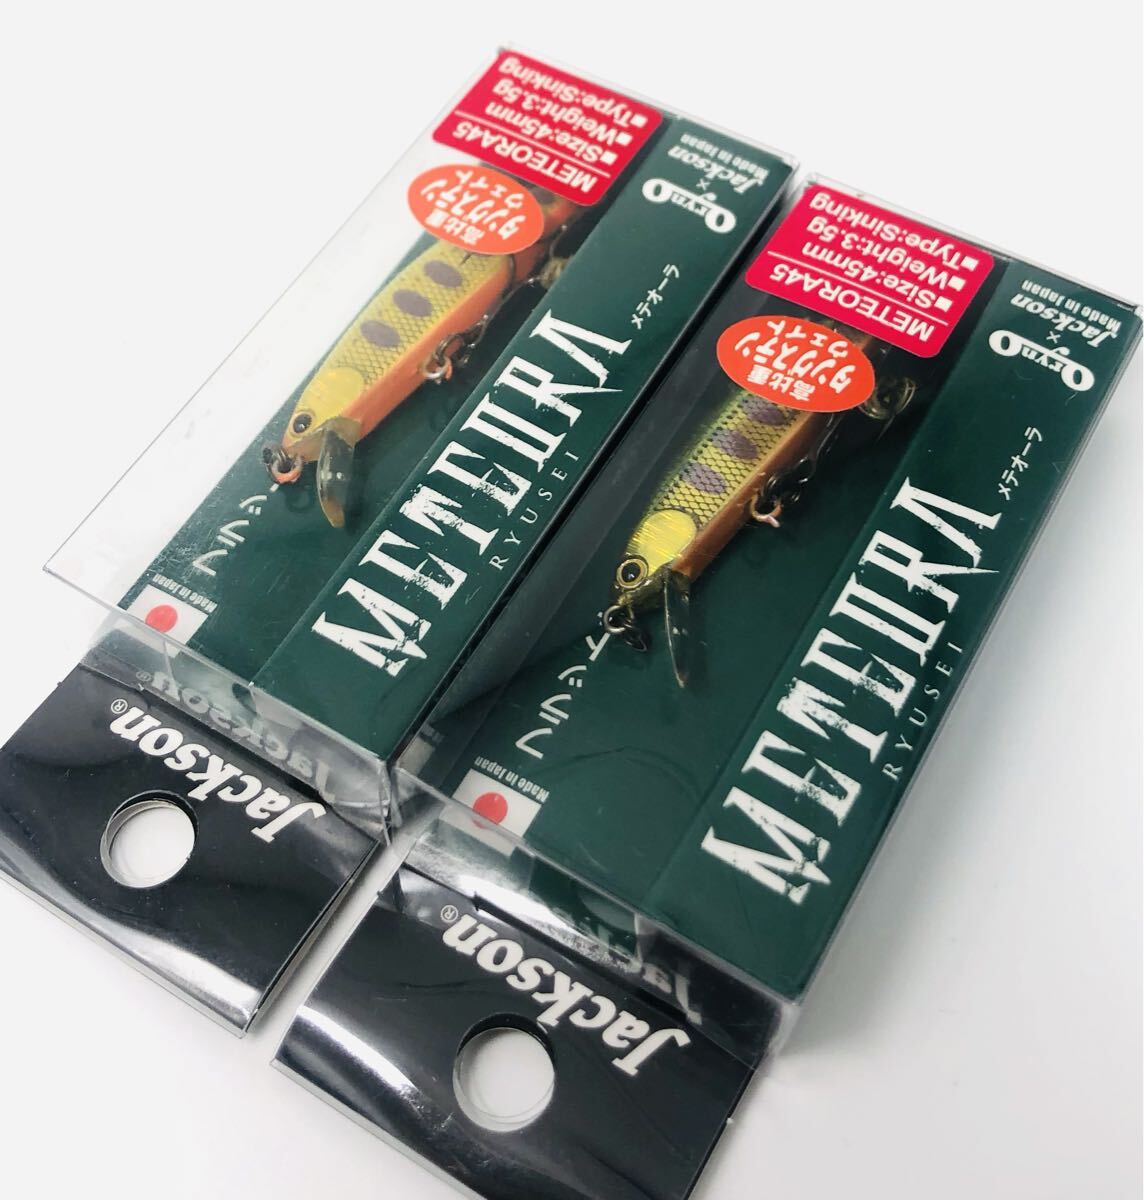 METEORA45
■Size:45mm
■Weight:3.5g
■Type:Sinking
高比重
タングステン
ウェイト
Qryn0
×
Jackson
Made in Japan
メテオーラ
METEORA
RYUSEI
Made in Japan
Jackson®
METEORA45
■Size:45mm
■Weight:3.5g
■Type:Sinking
高比重
タングステン
ウェイト
Qryn0
×
Jackson
Made in Japan
メテオーラ
METEORA
RYUSEI
Made in Japan
Jackson®